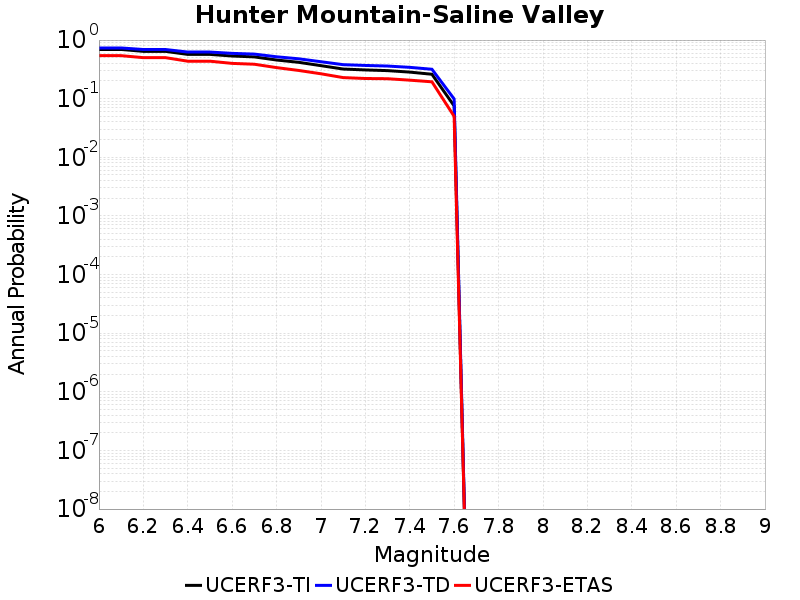 Hunter Mountain-Saline Valley
Annual Probability
10^0
10^-1
10^-2
10^-3
10^-4
10^-5
10^-6
10^-7
10^-8
6 6.2 6.4 6.6 6.8 7 7.2 7.4 7.6 7.8 8 8.2 8.4 8.6 8.8 9
Magnitude
UCERF3-TI UCERF3-TD UCERF3-ETAS